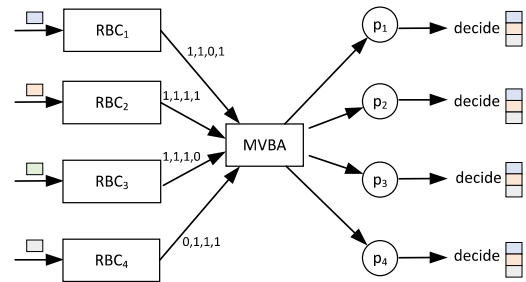 RBC1
1,1,0,1
RBC2
1,1,1,1
RBC3
1,1,1,0
RBC4
0,1,1,1
MVBA
p1
decide
p2
decide
p3
decide
p4
decide